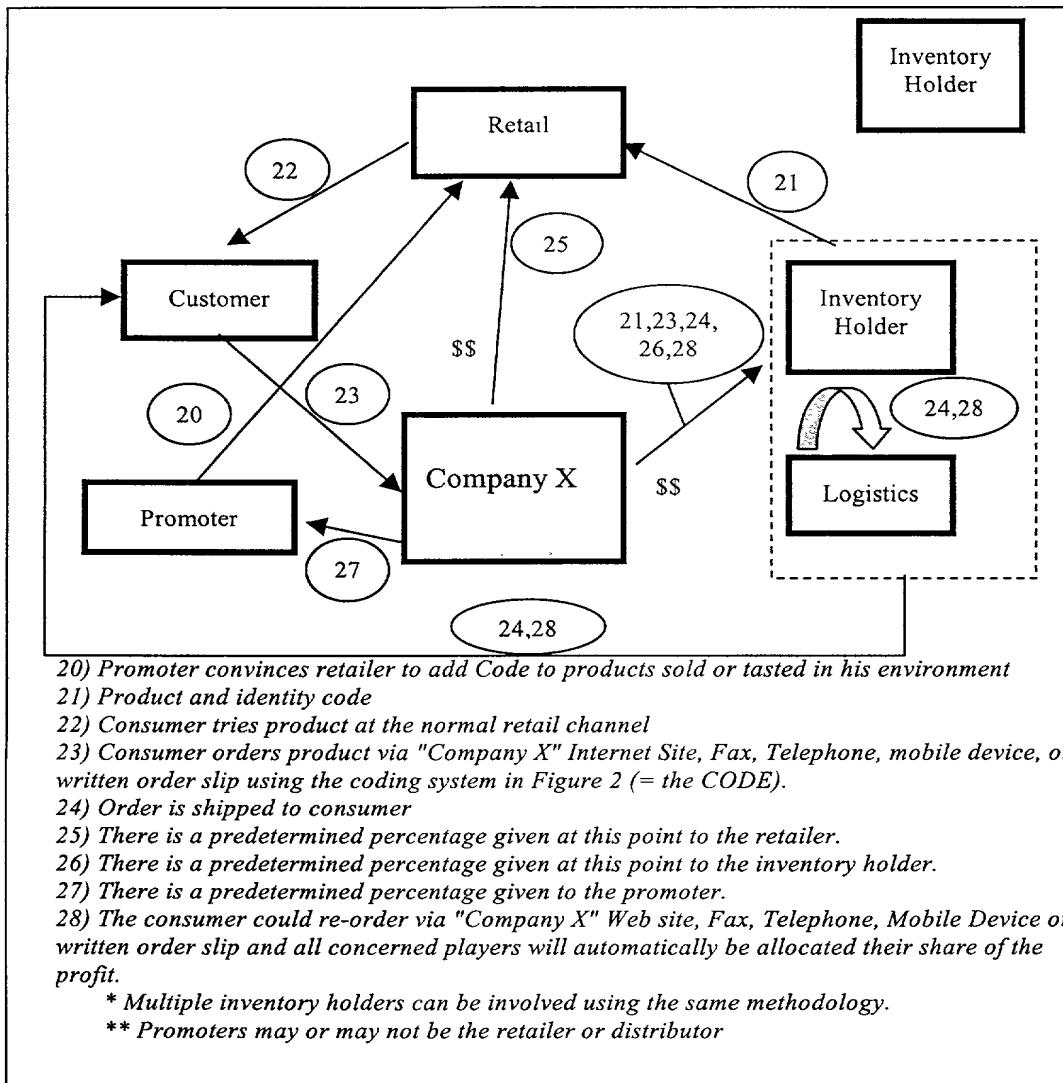 Inventory
Holder
Retail
22
21
25
Customer
Inventory
Holder
21,23,24,
26,28
$$
20
23
24,28
Company X
$$
Logistics
Promoter
27
24,28
20) Promoter convinces retailer to add Code to products sold or tasted in his environment
21) Product and identity code
22) Consumer tries product at the normal retail channel
23) Consumer orders product via "Company X" Internet Site, Fax, Telephone, mobile device, o
written order slip using the coding system in Figure 2 (= the CODE).
24) Order is shipped to consumer
25) There is a predetermined percentage given at this point to the retailer.
26) There is a predetermined percentage given at this point to the inventory holder.
27) There is a predetermined percentage given to the promoter.
28) The consumer could re-order via "Company X" Web site, Fax, Telephone, Mobile Device o
written order slip and all concerned players will automatically be allocated their share of the
profit.
* Multiple inventory holders can be involved using the same methodology.
** Promoters may or may not be the retailer or distributor